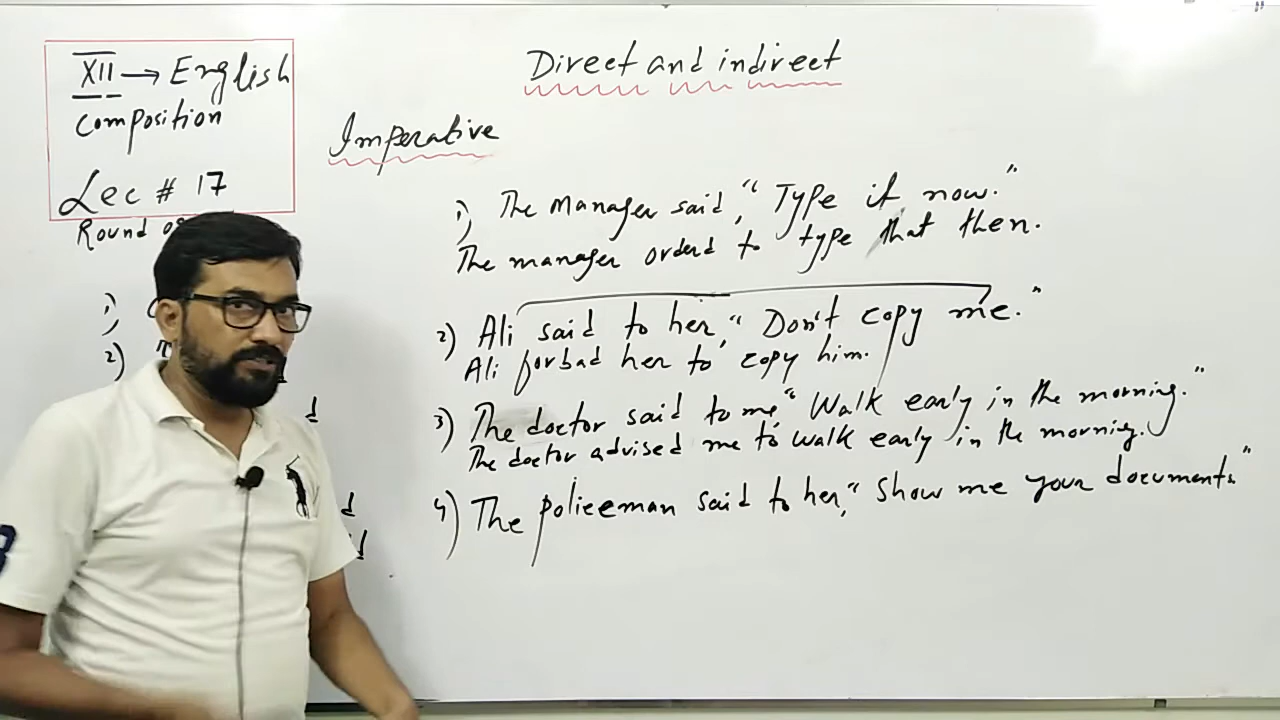 XII → English
composition
Lec # 17
Round
Direct and indirect
Imperative
1) The Manager said, "Type it now."
The manager orderd to type that then.
2) Ali said to her, "Don't copy me."
Ali forbad her to copy him.
3) The doctor said to me "Walk early in the morning."
The doctor advised me to walk early in the morning.
4) The policeman said to her, "Show me your documents."
1)
2)